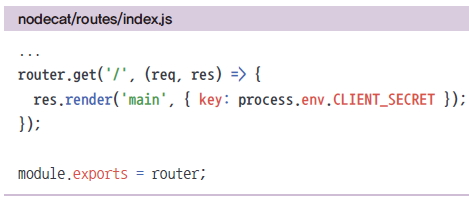 nodecat/routes/index.js
...
router.get('/', (req, res) => {
  res.render('main', { key: process.env.CLIENT_SECRET });
});

module.exports = router;